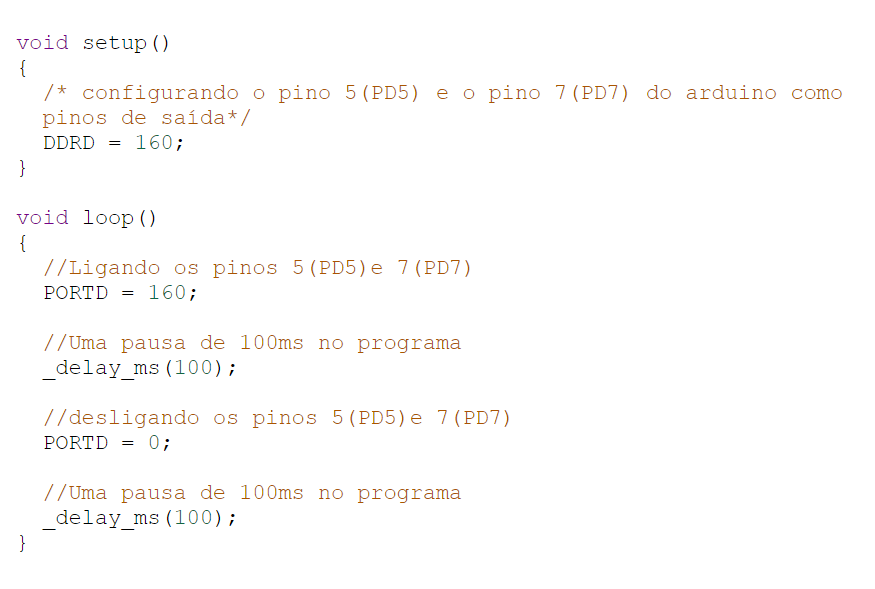 void setup()
{
  /* configurando o pino 5(PD5) e o pino 7(PD7) do arduino como
  pinos de saída*/
  DDRD = 160;
}
void loop()
{
  //Ligando os pinos 5(PD5)e 7(PD7)
  PORTD = 160;
  //Uma pausa de 100ms no programa
  _delay_ms(100);
  //desligando os pinos 5(PD5)e 7(PD7)
  PORTD = 0;
  //Uma pausa de 100ms no programa
  _delay_ms(100);
}